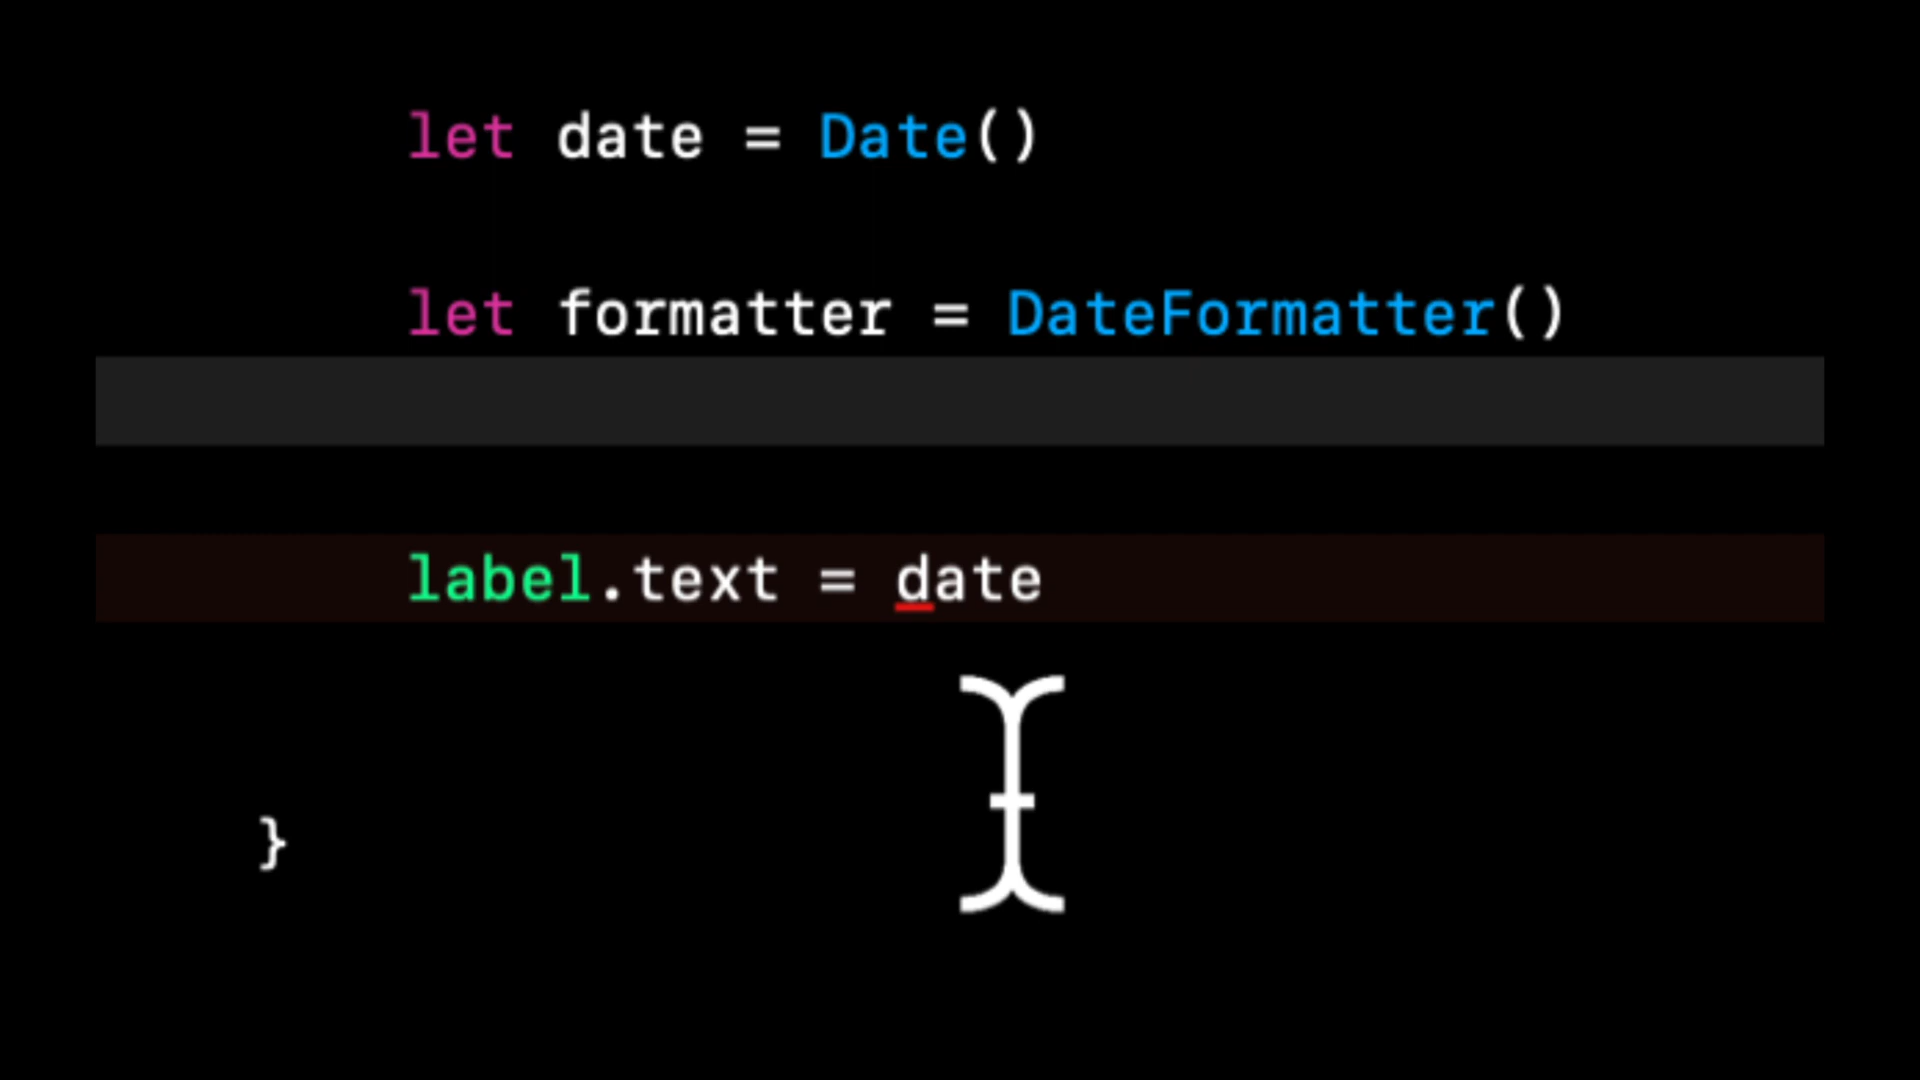 let date = Date()
let formatter = DateFormatter()
label.text = date
}